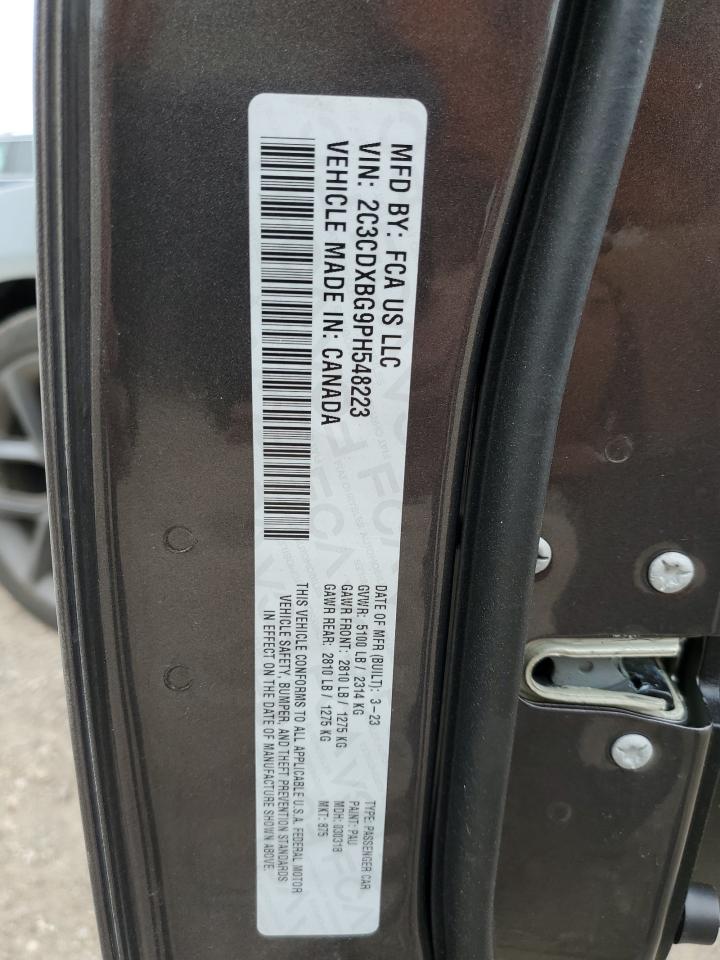 MFD BY: FCA US LLC
VIN: 2C3CDXBG9PH548223
VEHICLE MADE IN: CANADA
DATE OF MFR (BUILT): 3-23
GVWR: 5100 LB / 2314 KG
GAWR FRONT: 2810 LB / 1275 KG
GAWR REAR: 2810 LB / 1275 KG
THIS VEHICLE CONFORMS TO ALL APPLICABLE U.S.A. FEDERAL MOTOR
VEHICLE SAFETY, BUMPER, AND THEFT PREVENTION STANDARDS
IN EFFECT ON THE DATE OF MANUFACTURE SHOWN ABOVE.
TYPE: PASSENGER CAR
PAINT: PAU
MDH: 030318
MKT: 875
FCA